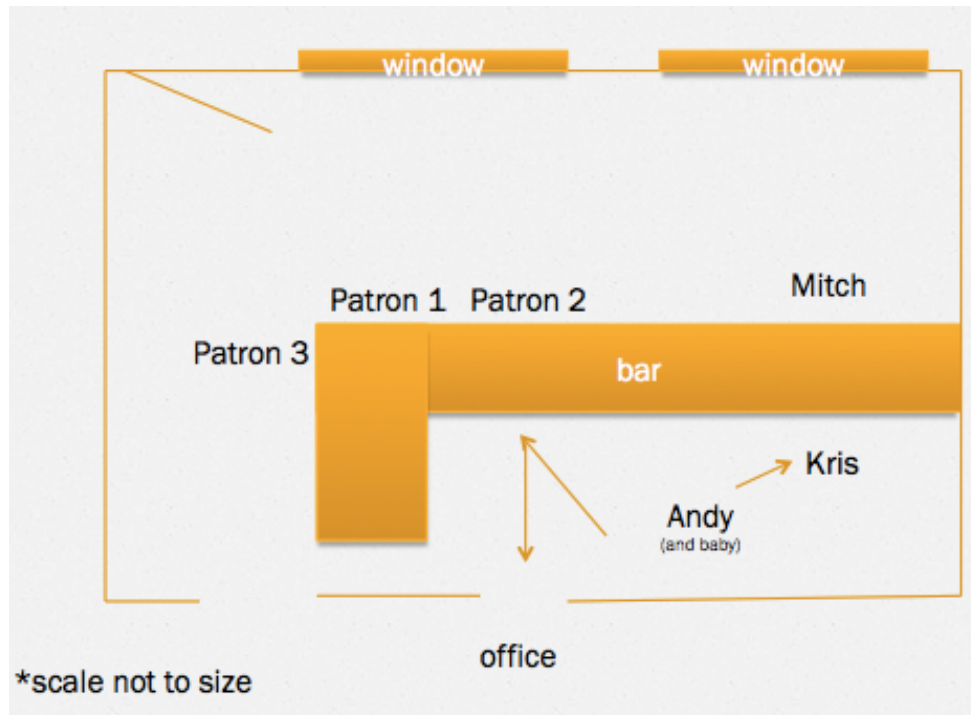 window
window
Mitch
Patron 1
Patron 2
Patron 3
bar
Kris
Andy
(and baby)
office
*scale not to size